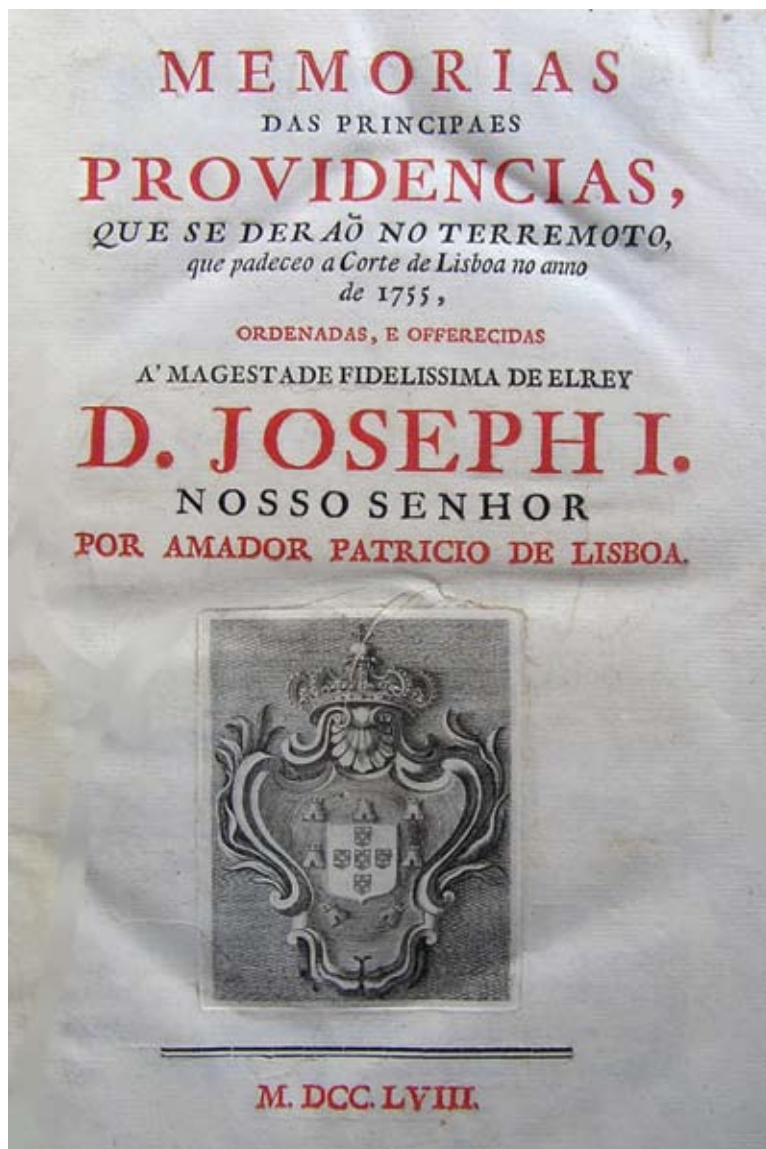 MEMORIAS
DAS PRINCIPAES
PROVIDENCIAS,
QUE SE DERAÕ NO TERREMOTO,
que padeceo a Corte de Lisboa no anno
de 1755,
ORDENADAS, E OFFERECIDAS
A' MAGESTADE FIDELISSIMA DE ELREY
D. JOSEPH I.
NOSSO SENHOR
POR AMADOR PATRICIO DE LISBOA.
M. DCC. LVIII.